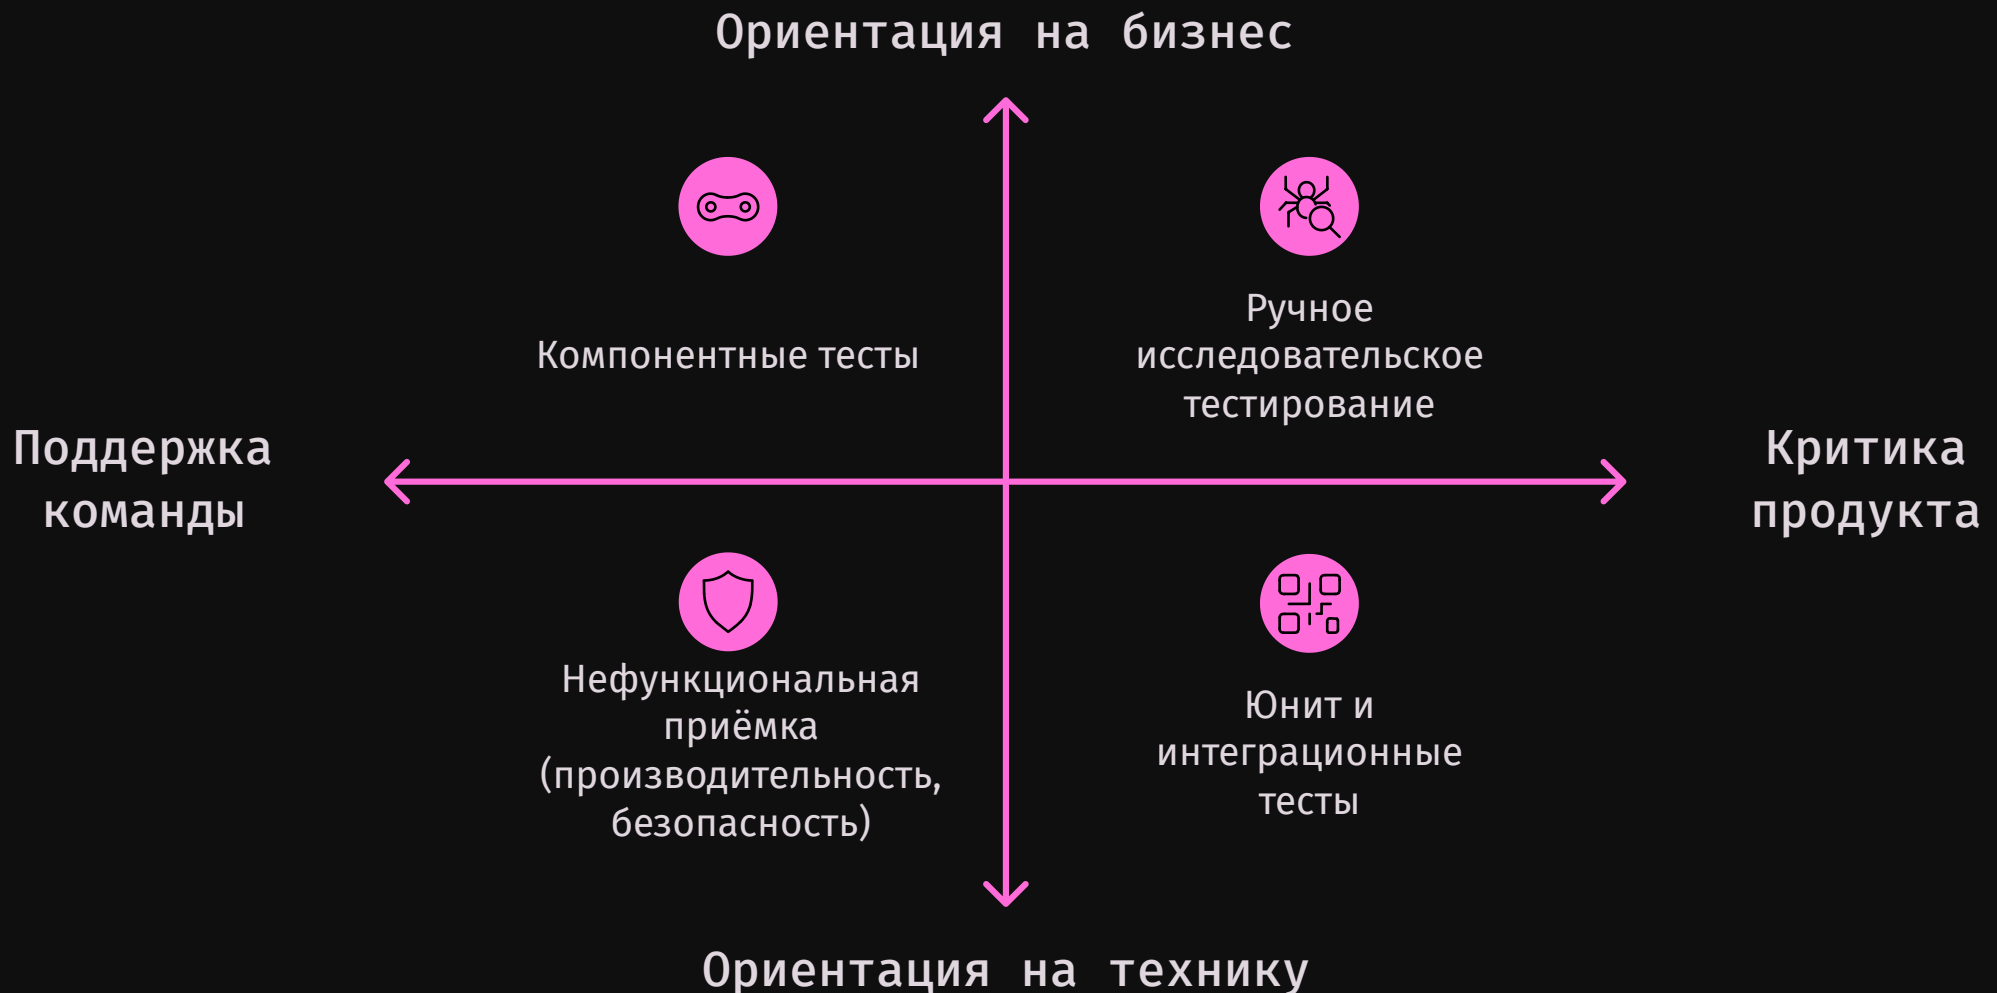 Ориентация на бизнес
Компонентные тесты
Ручное
исследовательское
тестирование
Поддержка
команды
Критика
продукта
Нефункциональная
приёмка
(производительность,
безопасность)
Юнит и
интеграционные
тесты
Ориентация на технику